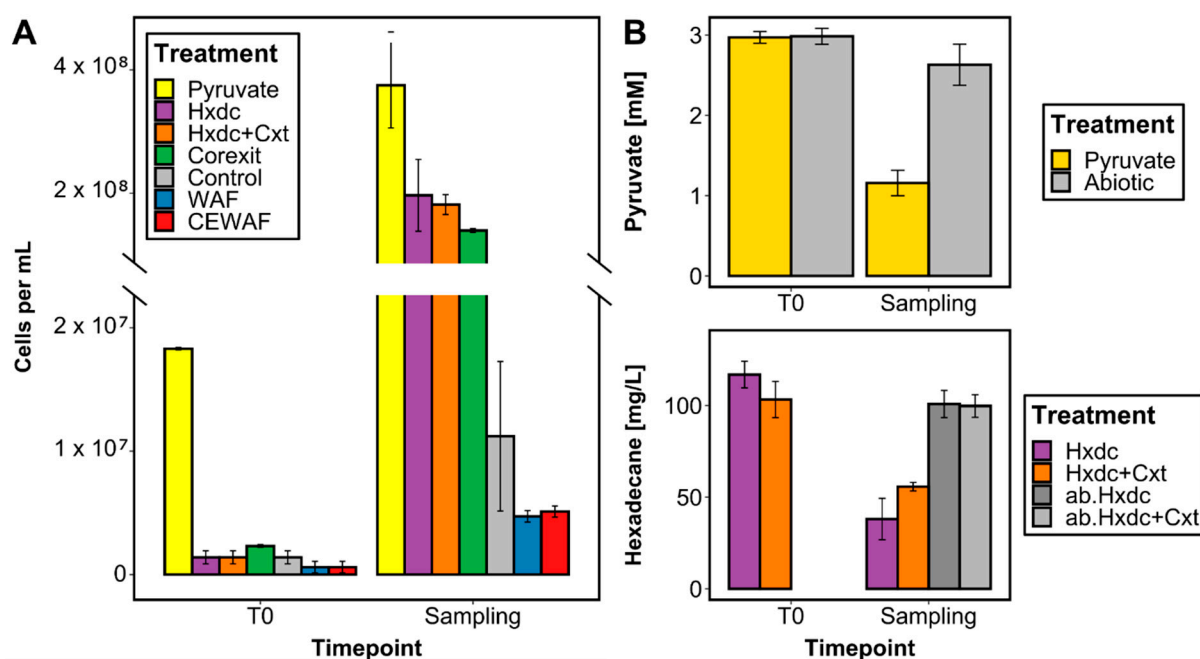 A
Treatment
Pyruvate
Hxdc
Hxdc+Cxt
Corexit
Control
WAF
CEWAF
Cells per mL
4 x 10⁸
2 x 10⁸
2 x 10⁷
1 x 10⁷
0
T0
Sampling
Timepoint
B
Pyruvate [mM]
3
2
1
0
T0
Sampling
Treatment
Pyruvate
Abiotic
Hexadecane [mg/L]
100
50
0
T0
Sampling
Timepoint
Treatment
Hxdc
Hxdc+Cxt
ab.Hxdc
ab.Hxdc+Cxt